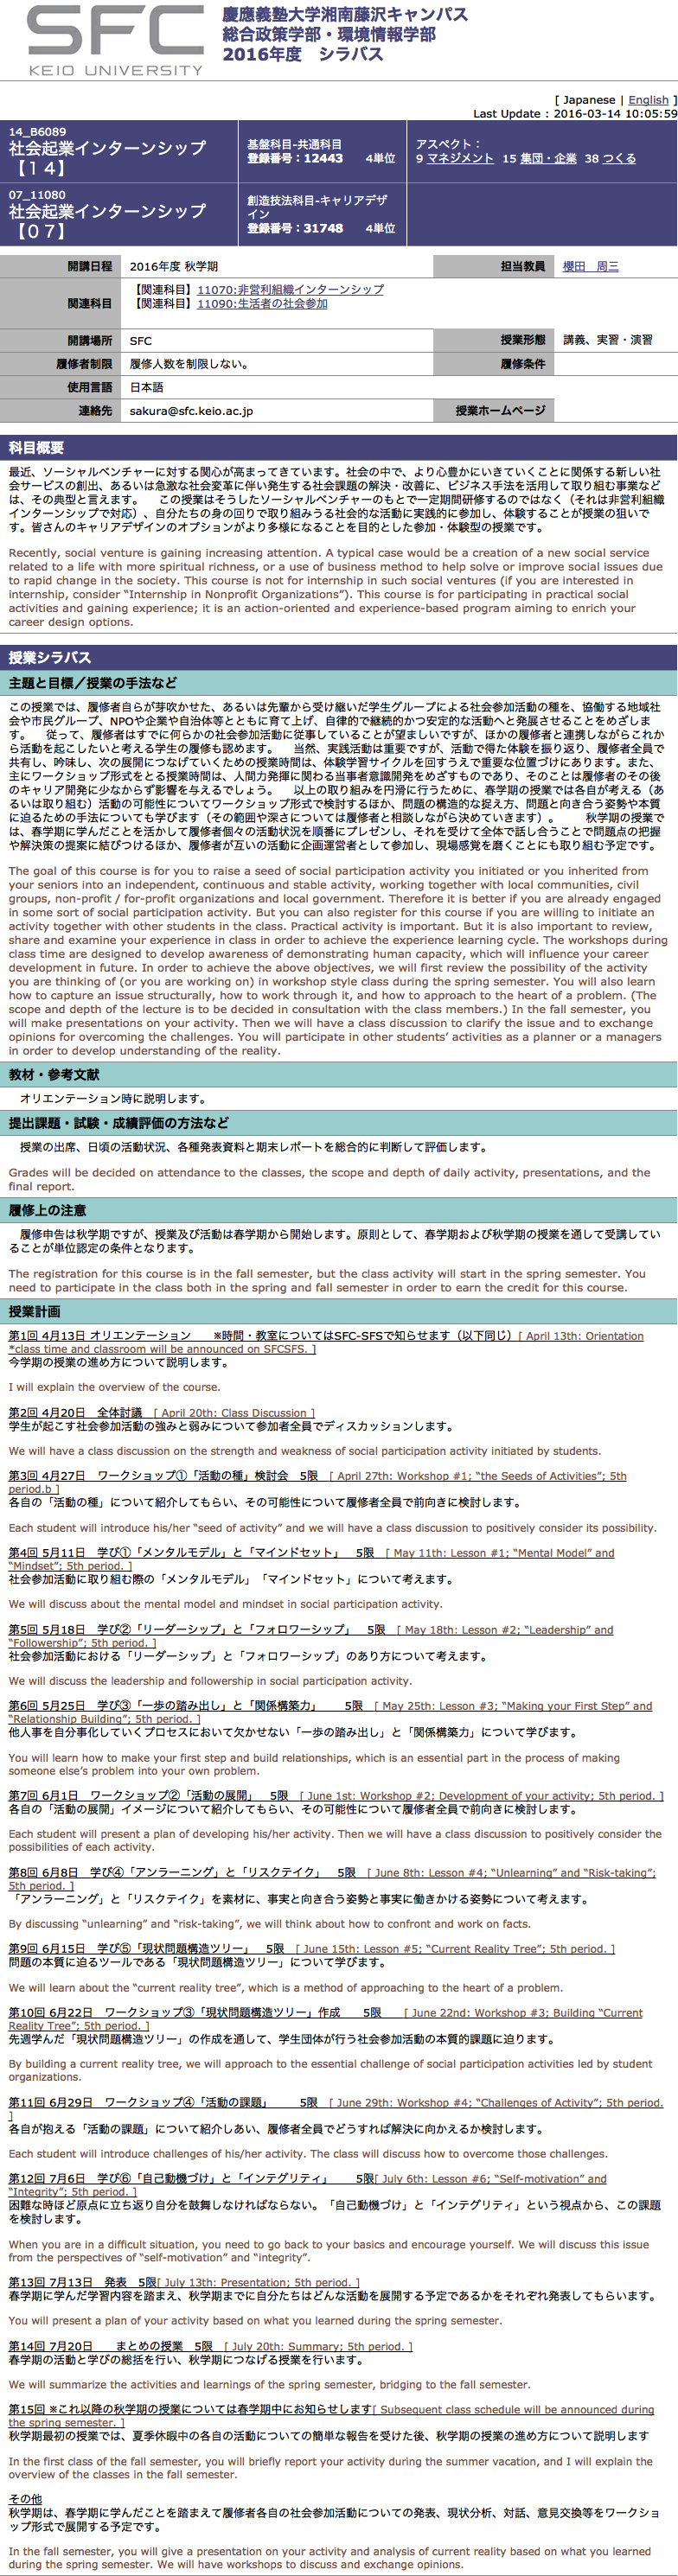 SFC
KEIO UNIVERSITY
慶應義塾大学湘南藤沢キャンパス
総合政策学部・環境情報学部
2016年度　シラバス
[ Japanese | English ]
Last Update : 2016-03-14 10:05:59
14_B6089
社会起業インターンシップ
【１４】
基盤科目-共通科目
登録番号：12443　　4単位
アスペクト：
9 マネジメント 15 集団・企業 38 つくる
07_11080
社会起業インターンシップ
【０７】
創造技法科目-キャリアデザ
イン
登録番号：31748　　4単位
開講日程 2016年度 秋学期 担当教員 櫻田　周三
関連科目 【関連科目】11070:非営利組織インターンシップ
【関連科目】11090:生活者の社会参加
開講場所 SFC 授業形態 講義、実習・演習
履修者制限 履修人数を制限しない。 履修条件
使用言語 日本語
連絡先 sakura@sfc.keio.ac.jp 授業ホームページ
科目概要
最近、ソーシャルベンチャーに対する関心が高まってきています。社会の中で、より心豊かにいきていくことに関係する新しい社
会サービスの創出、あるいは急激な社会変革に伴い発生する社会課題の解決・改善に、ビジネス手法を活用して取り組む事業などと
は、その典型と言えます。　この授業はそうしたソーシャルベンチャーのもとで一定期間研修するのではなく（それは非営利組織
インターンシップで対応）、自分たちの身の回りで取り組みうる社会的な活動に実践的に参加し、体験することが授業の狙いで
す。皆さんのキャリアデザインのオプションがより多様になることを目的とした参加・体験型の授業です。
Recently, social venture is gaining increasing attention. A typical case would be a creation of a new social service
related to a life with more spiritual richness, or a use of business method to help solve or improve social issues due
to rapid change in the society. This course is not for internship in such social ventures (if you are interested in
internship, consider “Internship in Nonprofit Organizations”). This course is for participating in practical social
activities and gaining experience; it is an action-oriented and experience-based program aiming to enrich your
career design options.
授業シラバス
主題と目標／授業の手法など
この授業では、履修者自らが芽吹かせた、あるいは先輩から受け継いだ学生グループによる社会参加活動の種を、協働する地域社
会や市民グループ、NPOや企業や自治体等とともに育て上げ、自律的で継続的かつ安定的な活動へと発展させることをめざしま
す。　従って、履修者はすでに何らかの社会参加活動に従事していることが望ましいですが、ほかの履修者と連携しながらこれか
ら活動を起こしたいと考える学生の履修も認めます。　当然、実践活動は重要ですが、活動で得た体験を振り返り、履修者全員で
共有し、吟味し、次の展開につなげていくための授業時間は、体験学習サイクルを回すうえで重要な位置づけにあります。また、
主にワークショップ形式をとる授業時間は、人間力発揮に関わる当事者意識開発をめざすものであり、そのことは履修者のその後
のキャリア開発に少なからず影響を与えるでしょう。　以上の取り組みを円滑に行うために、春学期の授業では各自が考える（あ
るいは取り組む）活動の可能性についてワークショップ形式で検討するほか、問題の構造的な捉え方、問題と向き合う姿勢や本質
に迫るための手法についても学びます（その範囲や深さについては履修者と相談しながら決めていきます）。　　秋学期の授業で
は、春学期に学んだことを活かして履修者個々の活動状況を順番にプレゼンし、それを受けて全体で話し合うことで問題点の把握
や解決策の提案に結びつけるほか、履修者が互いの活動に企画運営者として参加し、現場感覚を磨くことにも取り組む予定です。
The goal of this course is for you to raise a seed of social participation activity you initiated or you inherited from
your seniors into an independent, continuous and stable activity, working together with local communities, civil
groups, non-profit / for-profit organizations and local government. Therefore it is better if you are already engaged
in some sort of social participation activity. But you can also register for this course if you are willing to initiate an
activity together with other students in the class. Practical activity is important. But it is also important to review,
share and examine your experience in class in order to achieve the experience learning cycle. The workshops during
class time are designed to develop awareness of demonstrating human capacity, which will influence your career
development in future. In order to achieve the above objectives, we will first review the possibility of the activity
you are thinking of (or you are working on) in workshop style class during the spring semester. You will also learn
how to capture an issue structurally, how to work through it, and how to approach to the heart of a problem. (The
scope and depth of the lecture is to be decided in consultation with the class members.) In the fall semester, you
will make presentations on your activity. Then we will have a class discussion to clarify the issue and to exchange
opinions for overcoming the challenges. You will participate in other students’ activities as a planner or a managers
in order to develop understanding of the reality.
教材・参考文献
オリエンテーション時に説明します。
提出課題・試験・成績評価の方法など
授業の出席、日頃の活動状況、各種発表資料と期末レポートを総合的に判断して評価します。
Grades will be decided on attendance to the classes, the scope and depth of daily activity, presentations, and the
final report.
履修上の注意
履修申告は秋学期ですが、授業及び活動は春学期から開始します。原則として、春学期および秋学期の授業を通して受講してい
ることが単位認定の条件となります。
The registration for this course is in the fall semester, but the class activity will start in the spring semester. You
need to participate in the class both in the spring and fall semester in order to earn the credit for this course.
授業計画
第1回 4月13日 オリエンテーション　　※時間・教室についてはSFC-SFSで知らせます（以下同じ）[ April 13th: Orientation
*class time and classroom will be announced on SFCSFS. ]
今学期の授業の進め方について説明します。
I will explain the overview of the course.
第2回 4月20日　全体討議　[ April 20th: Class Discussion ]
学生が起こす社会参加活動の強みと弱みについて参加者全員でディスカッションします。
We will have a class discussion on the strength and weakness of social participation activity initiated by students.
第3回 4月27日　ワークショップ①「活動の種」検討会　5限　[ April 27th: Workshop #1; “the Seeds of Activities”; 5th
period.b ]
各自の「活動の種」について紹介してもらい、その可能性について履修者全員で前向きに検討します。
Each student will introduce his/her “seed of activity” and we will have a class discussion to positively consider its possibility.
第4回 5月11日　学び①「メンタルモデル」と「マインドセット」　5限　[ May 11th: Lesson #1; “Mental Model” and
“Mindset”; 5th period. ]
社会参加活動に取り組む際の「メンタルモデル」「マインドセット」について考えます。
We will discuss about the mental model and mindset in social participation activity.
第5回 5月18日　学び②「リーダーシップ」と「フォロワーシップ」　5限　[ May 18th: Lesson #2; “Leadership” and
“Followership”; 5th period. ]
社会参加活動における「リーダーシップ」と「フォロワーシップ」のあり方について考えます。
We will discuss the leadership and followership in social participation activity.
第6回 5月25日　学び③「一歩の踏み出し」と「関係構築力」　　5限　[ May 25th: Lesson #3; “Making your First Step” and
“Relationship Building”; 5th period. ]
他人事を自分事化していくプロセスにおいて欠かせない「一歩の踏み出し」と「関係構築力」について学びます。
You will learn how to make your first step and build relationships, which is an essential part in the process of making
someone else’s problem into your own problem.
第7回 6月1日　ワークショップ②「活動の展開」　5限　[ June 1st: Workshop #2; Development of your activity; 5th period. ]
各自の「活動の展開」イメージについて紹介してもらい、その可能性について履修者全員で前向きに検討します。
Each student will present a plan of developing his/her activity. Then we will have a class discussion to positively consider the
possibilities of each activity.
第8回 6月8日　学び④「アンラーニング」と「リスクテイク」　5限　[ June 8th: Lesson #4; “Unlearning” and “Risk-taking”;
5th period. ]
「アンラーニング」と「リスクテイク」を素材に、事実と向き合う姿勢と事実に働きかける姿勢について考えます。
By discussing “unlearning” and “risk-taking”, we will think about how to confront and work on facts.
第9回 6月15日　学び⑤「現状問題構造ツリー」　5限　[ June 15th: Lesson #5; “Current Reality Tree”; 5th period. ]
問題の本質に迫るツールである「現状問題構造ツリー」について学びます。
We will learn about the “current reality tree”, which is a method of approaching to the heart of a problem.
第10回 6月22日　ワークショップ③「現状問題構造ツリー」作成　　5限　　[ June 22nd: Workshop #3; Building “Current
Reality Tree”; 5th period. ]
先週学んだ「現状問題構造ツリー」の作成を通して、学生団体が行う社会参加活動の本質的課題に迫ります。
By building a current reality tree, we will approach to the essential challenge of social participation activities led by student
organizations.
第11回 6月29日　ワークショップ④「活動の課題」　　　5限　[ June 29th: Workshop #4; “Challenges of Activity”; 5th period.
]
各自が抱える「活動の課題」について紹介しあい、履修者全員でどうすれば解決に向かえるか検討します。
Each student will introduce challenges of his/her activity. The class will discuss how to overcome those challenges.
第12回 7月6日　学び⑥「自己動機づけ」と「インテグリティ」　　5限[ July 6th: Lesson #6; “Self-motivation” and
“Integrity”; 5th period. ]
困難な時ほど原点に立ち返り自分を鼓舞しなければならない。「自己動機づけ」と「インテグリティ」という視点から、この課題
を検討します。
When you are in a difficult situation, you need to go back to your basics and encourage yourself. We will discuss this issue
from the perspectives of “self-motivation” and “integrity”.
第13回 7月13日　発表　5限[ July 13th: Presentation; 5th period. ]
春学期に学んだ学習内容を踏まえ、秋学期までに自分たちはどんな活動を展開する予定であるかをそれぞれ発表してもらいます。
You will present a plan of your activity based on what you learned during the spring semester.
第14回 7月20日　　まとめの授業　5限　[ July 20th: Summary; 5th period. ]
春学期の活動と学びの総括を行い、秋学期につなげる授業を行います。
We will summarize the activities and learnings of the spring semester, bridging to the fall semester.
第15回 ※これ以降の秋学期の授業については春学期中にお知らせします[ Subsequent class schedule will be announced during
the spring semester. ]
秋学期最初の授業では、夏季休暇中の各自の活動についての簡単な報告を受けた後、秋学期の授業の進め方について説明します
In the first class of the fall semester, you will briefly report your activity during the summer vacation, and I will explain the
overview of the classes in the fall semester.
その他
秋学期は、春学期に学んだことを踏まえて履修者各自の社会参加活動についての発表、現状分析、対話、意見交換等をワークショ
ップ形式で展開する予定です。
In the fall semester, you will give a presentation on your activity and analysis of current reality based on what you learned
during the spring semester. We will have workshops to discuss and exchange opinions.